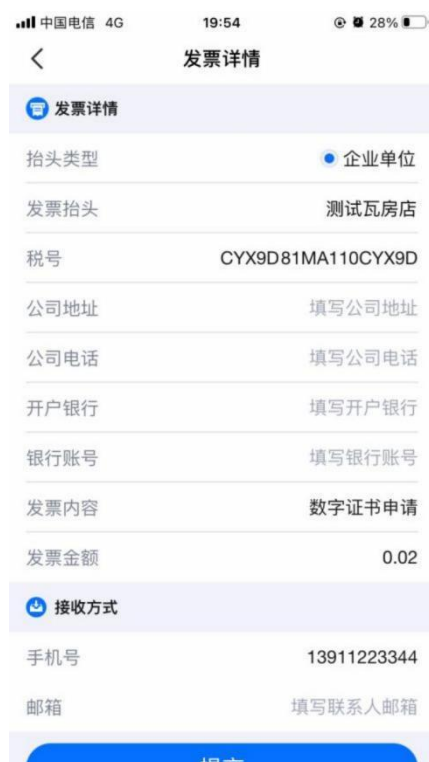 中国电信 4G 19:54 28%
发票详情
发票详情
抬头类型 企业单位
发票抬头 测试瓦房店
税号 CYX9D81MA110CYX9D
公司地址 填写公司地址
公司电话 填写公司电话
开户银行 填写开户银行
银行账号 填写银行账号
发票内容 数字证书申请
发票金额 0.02
接收方式
手机号 13911223344
邮箱 填写联系人邮箱